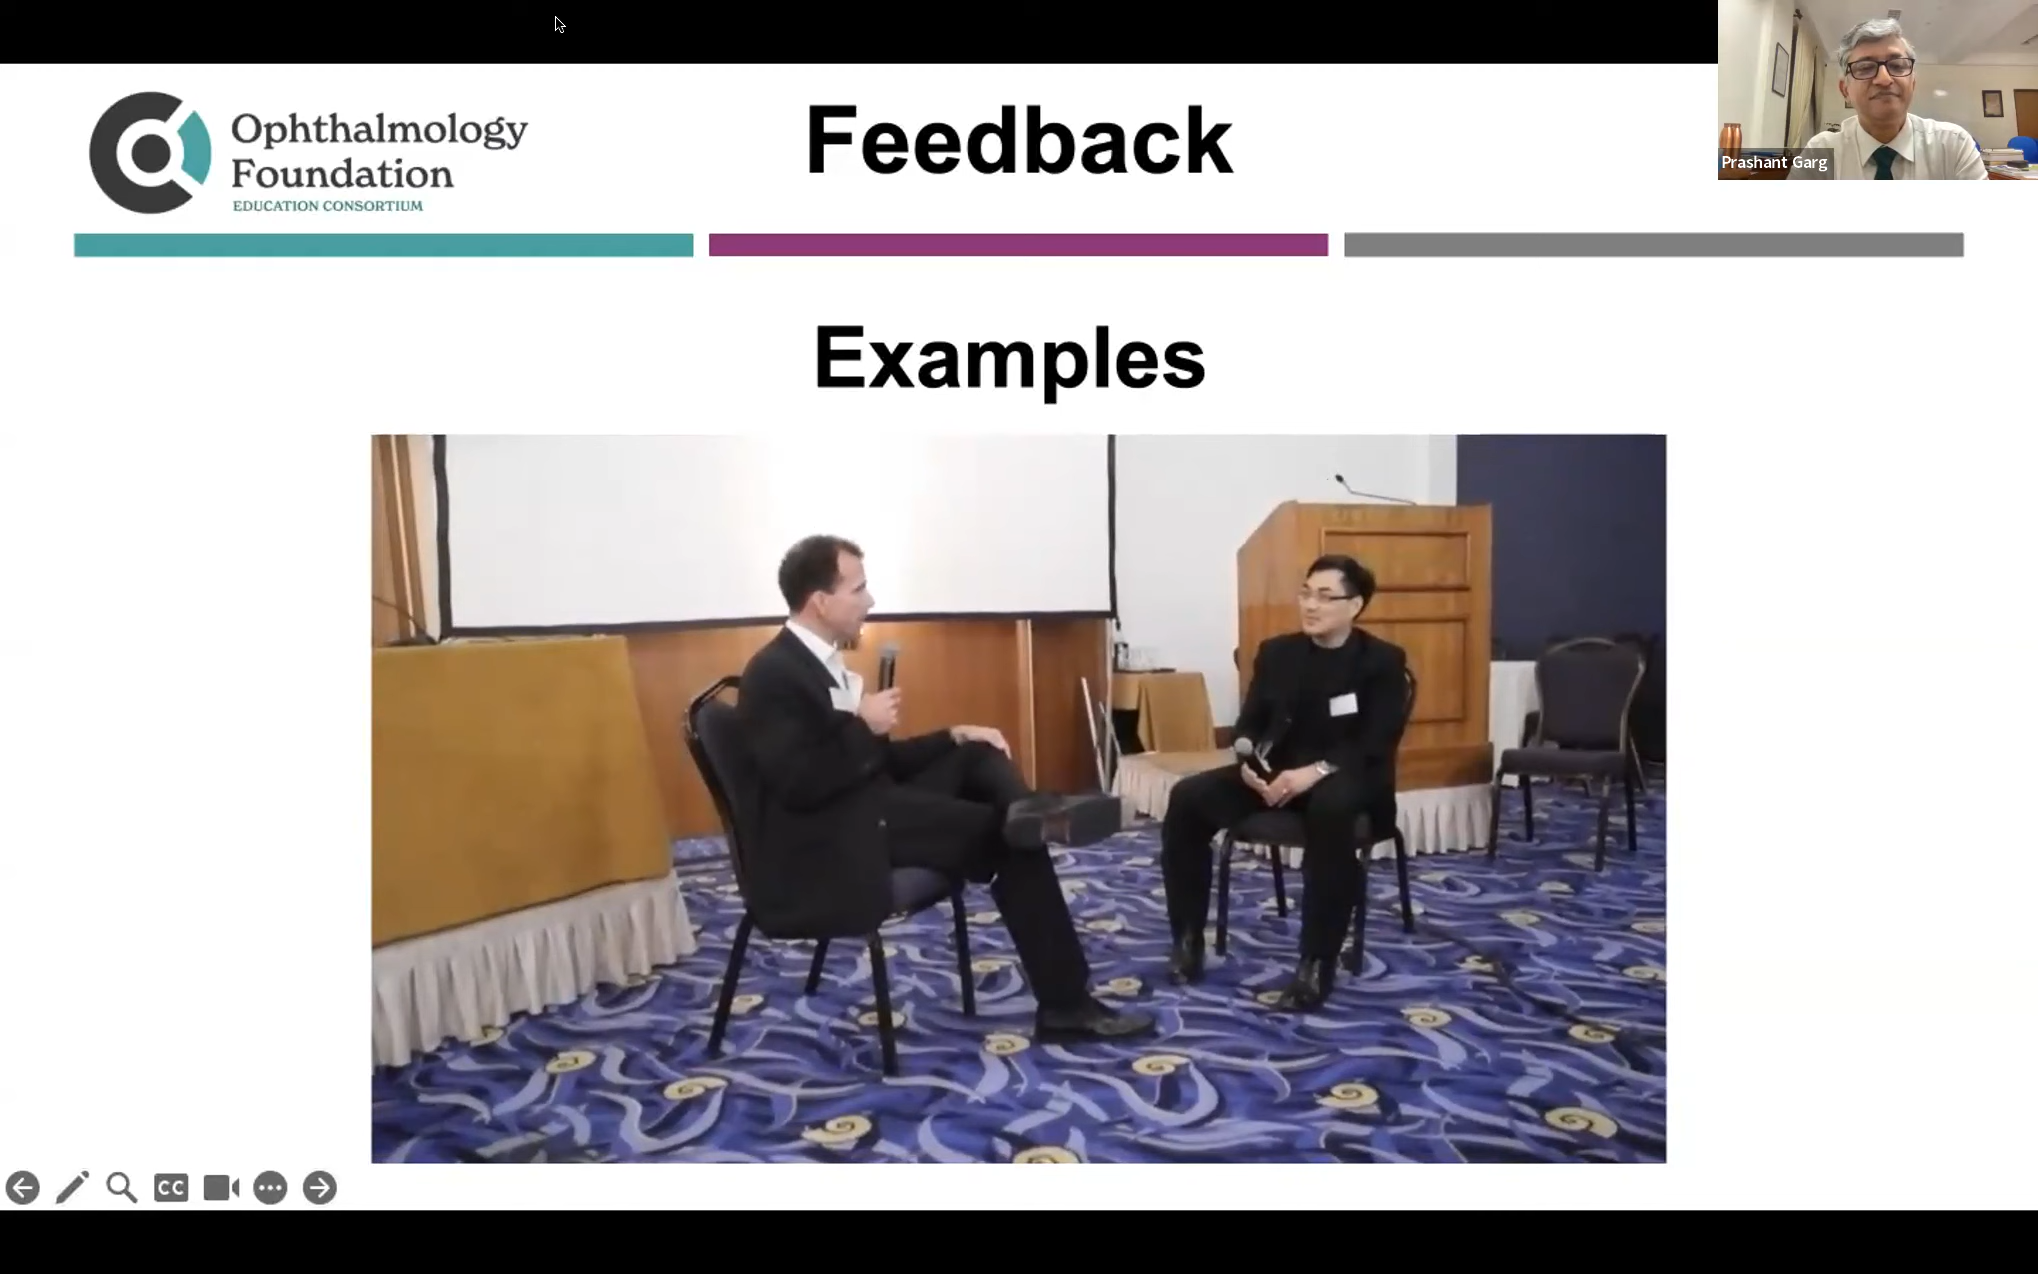 Ophthalmology
Foundation
EDUCATION CONSORTIUM
Feedback
Prashant Garg
Examples
CC